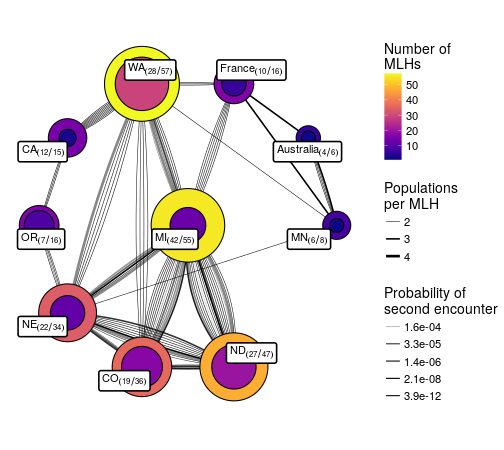 WA(28/57)
France(10/16)
CA(12/15)
Australia(4/6)
OR(7/16)
MI(42/55)
MN(6/8)
NE(22/34)
ND(27/47)
CO(19/36)
Number of
MLHs
50
40
30
20
10
Populations
per MLH
2
3
4
Probability of
second encounter
1.6e-04
3.3e-05
1.4e-06
2.1e-08
3.9e-12